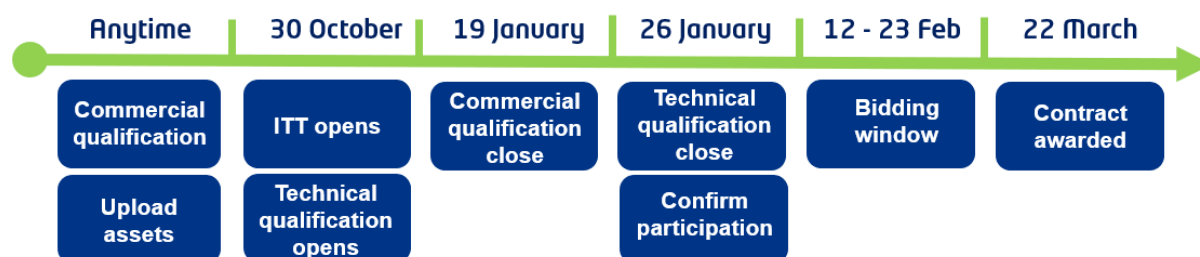 Anytime
30 October
19 January
26 January
12 - 23 Feb
22 March
Commercial
qualification
ITT opens
Commercial
qualification
close
Technical
qualification
close
Bidding
window
Contract
awarded
Upload
assets
Technical
qualification
opens
Confirm
participation